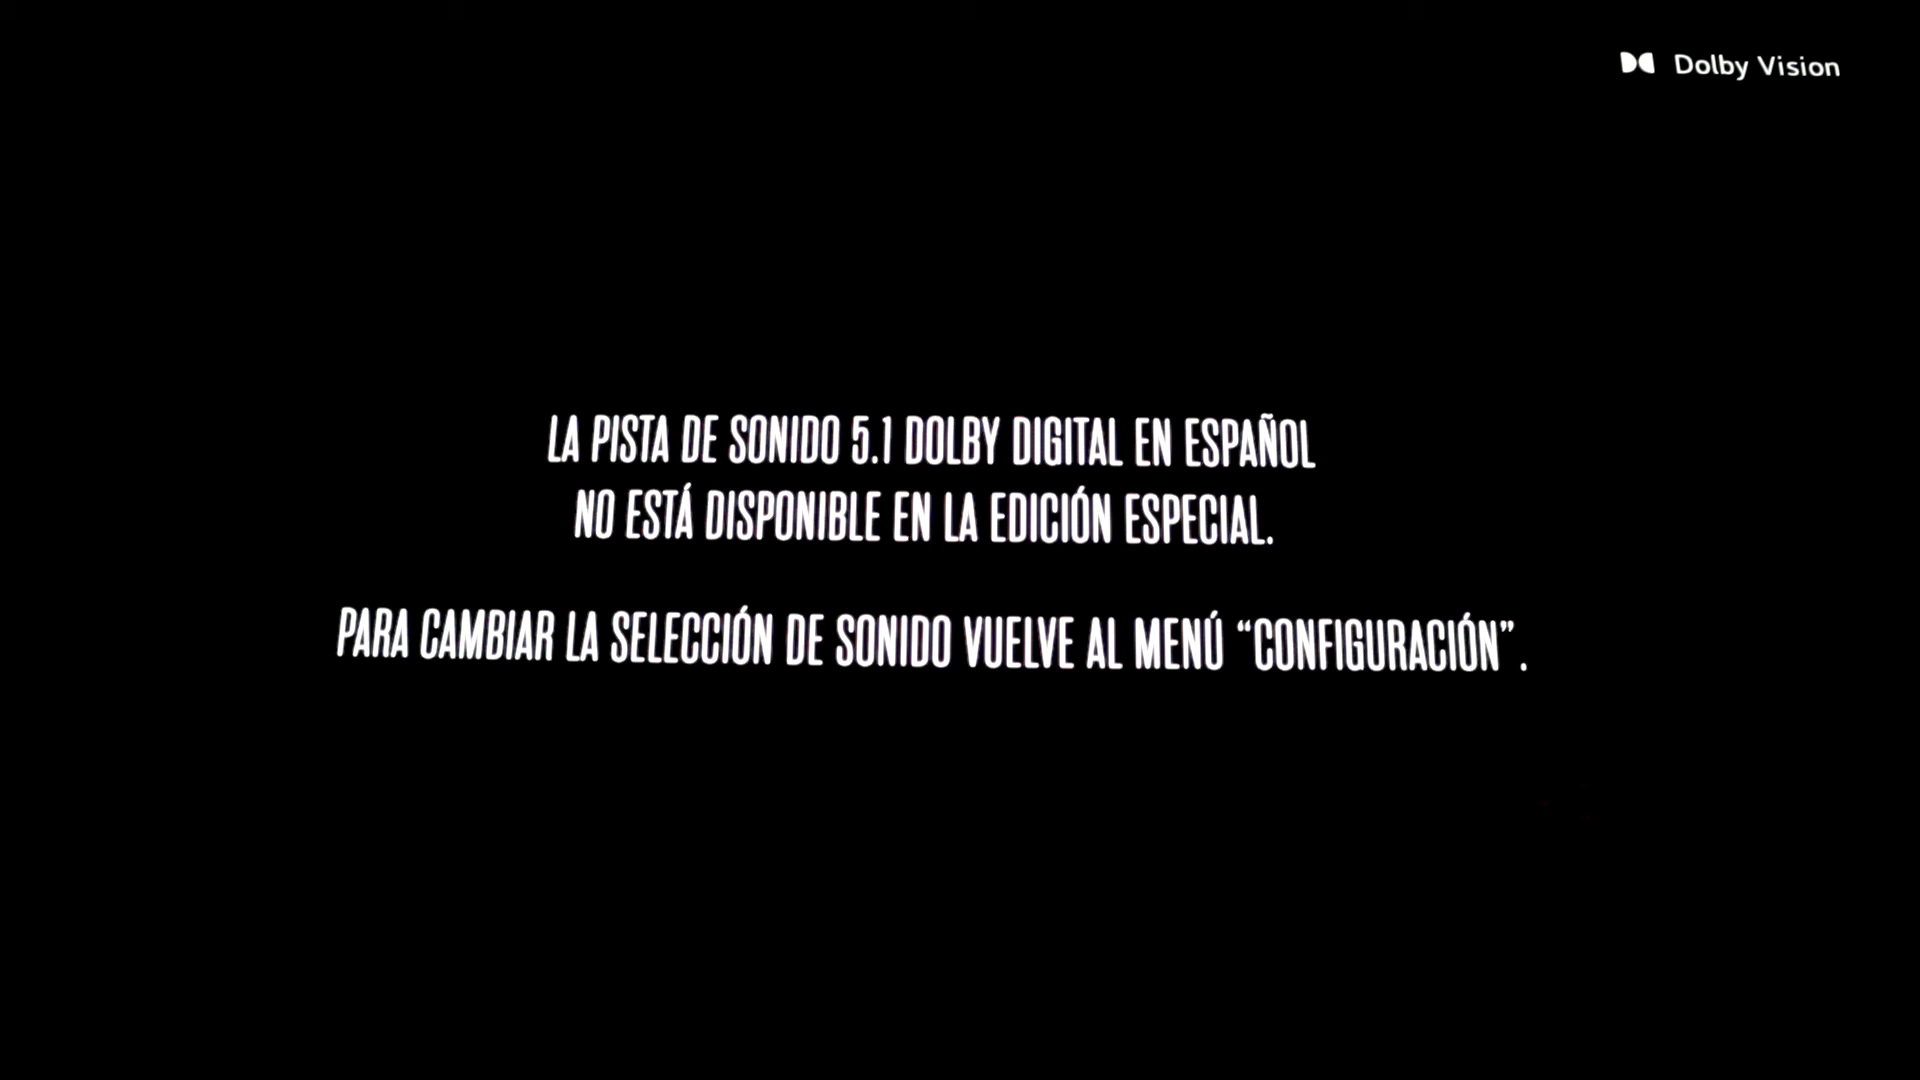 Dolby Vision
LA PISTA DE SONIDO 5.1 DOLBY DIGITAL EN ESPAÑOL
NO ESTÁ DISPONIBLE EN LA EDICIÓN ESPECIAL.
PARA CAMBIAR LA SELECCIÓN DE SONIDO VUELVE AL MENÚ “CONFIGURACIÓN”.